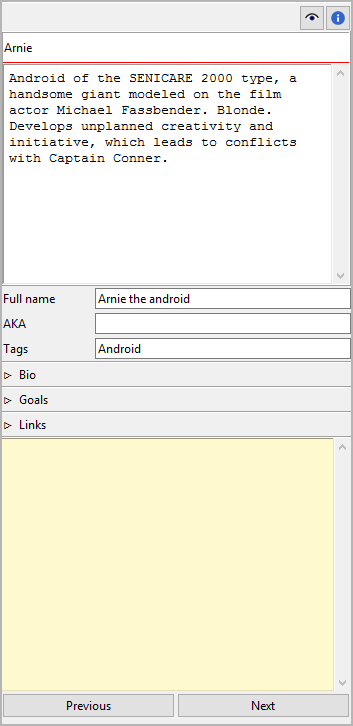 Arnie
Android of the SENICARE 2000 type, a
handsome giant modeled on the film
actor Michael Fassbender. Blonde.
Develops unplanned creativity and
initiative, which leads to conflicts
with Captain Conner.
Full name Arnie the android
AKA
Tags Android
Bio
Goals
Links
Previous Next